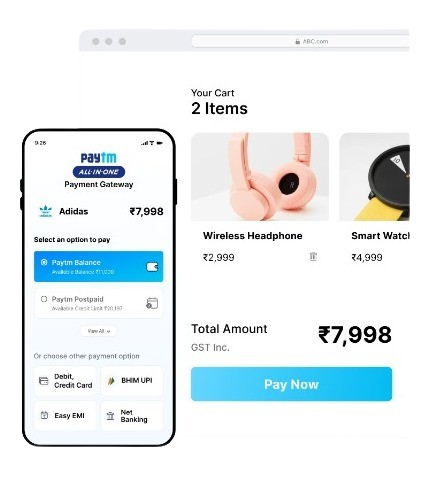 ABC.com
Your Cart
2 Items
Wireless Headphone
₹2,999
Smart Watch
₹4,999
Total Amount
₹7,998
GST Inc.
Pay Now
9:26
paytm
ALL-IN-ONE
Payment Gateway
adidas
Adidas
₹7,998
Select an option to pay
Paytm Balance
Available Balance
Paytm Postpaid
Available Credit Limit
View All
Or choose other payment option
Debit,
Credit Card
BHIM UPI
Easy EMI
Net
Banking